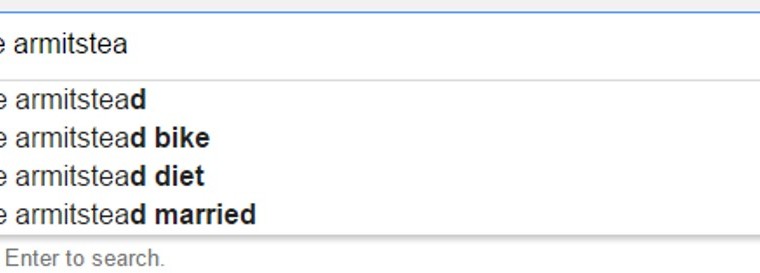 e armitstea
e armitstead
e armitstead bike
e armitstead diet
e armitstead married
Enter to search.